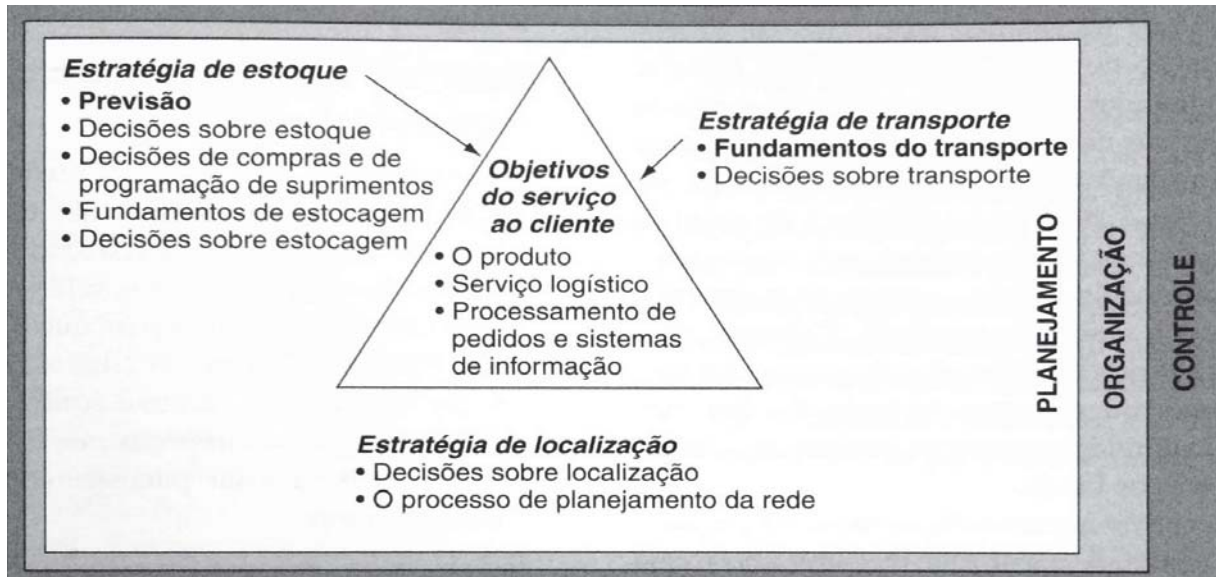 Estratégia de estoque
• Previsão
• Decisões sobre estoque
• Decisões de compras e de
programação de suprimentos
• Fundamentos de estocagem
• Decisões sobre estocagem
Objetivos
do serviço
ao cliente
• O produto
• Serviço logístico
• Processamento de
pedidos e sistemas
de informação
Estratégia de transporte
• Fundamentos do transporte
• Decisões sobre transporte
Estratégia de localização
• Decisões sobre localização
• O processo de planejamento da rede
PLANEJAMENTO
ORGANIZAÇÃO
CONTROLE